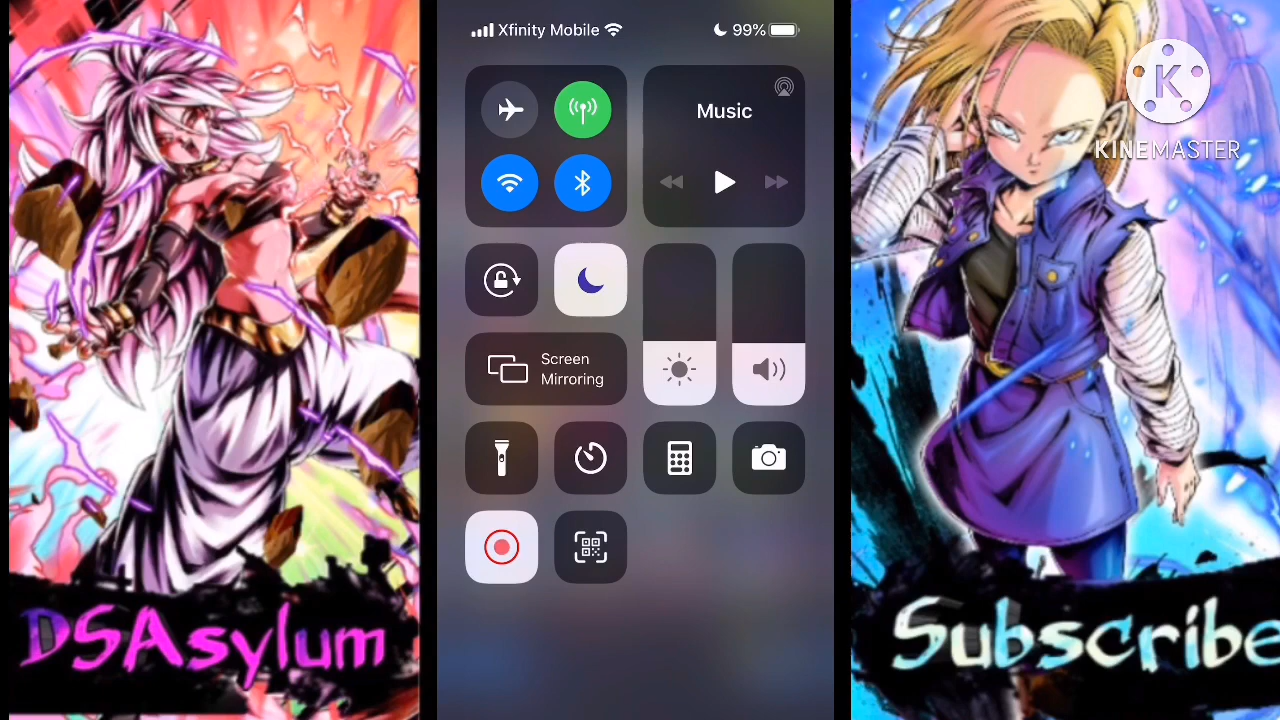 Xfinity Mobile
99%
Music
K
KINEMASTER
Screen
Mirroring
DSAsylum
Subscribe